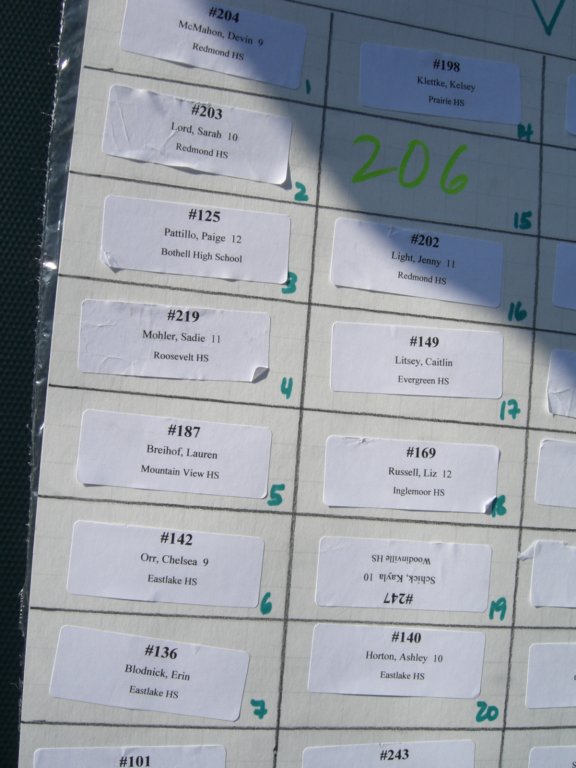 #204
McMahon, Devin 9
Redmond HS
1
#203
Lord, Sarah 10
Redmond HS
2
#125
Pattillo, Paige 12
Bothell High School
3
#219
Mohler, Sadie 11
Roosevelt HS
4
#187
Breihof, Lauren
Mountain View HS
5
#142
Orr, Chelsea 9
Eastlake HS
6
#136
Blodnick, Erin
Eastlake HS
7
#101
#198
Klettke, Kelsey
Prairie HS
14
206
15
#202
Light, Jenny 11
Redmond HS
16
#149
Litsey, Caitlin
Evergreen HS
17
#169
Russell, Liz 12
Inglemoor HS
18
#247
Schick, Kayla 10
Woodinville HS
19
#140
Horton, Ashley 10
Eastlake HS
20
#243